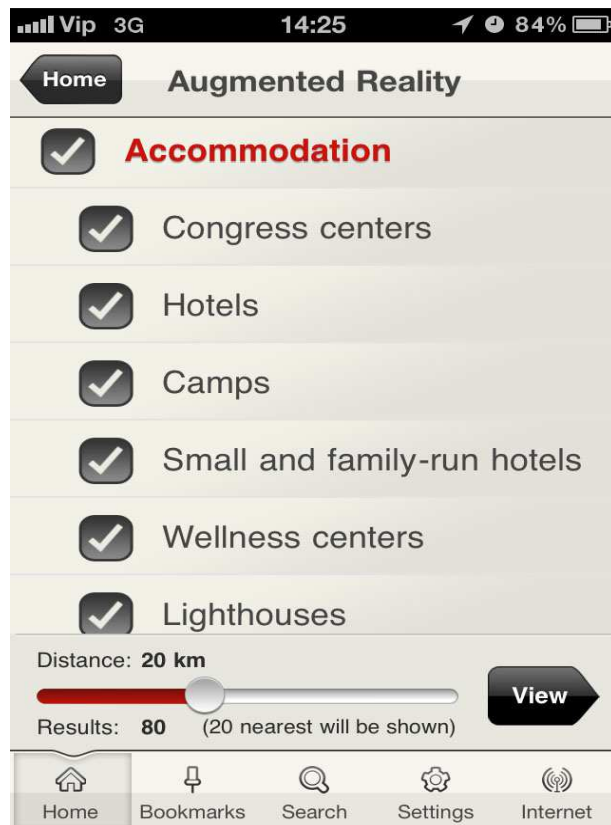 Vip 3G 14:25 84%
Home Augmented Reality
Accommodation
Congress centers
Hotels
Camps
Small and family-run hotels
Wellness centers
Lighthouses
Distance: 20 km
View
Results: 80 (20 nearest will be shown)
Home Bookmarks Search Settings Internet